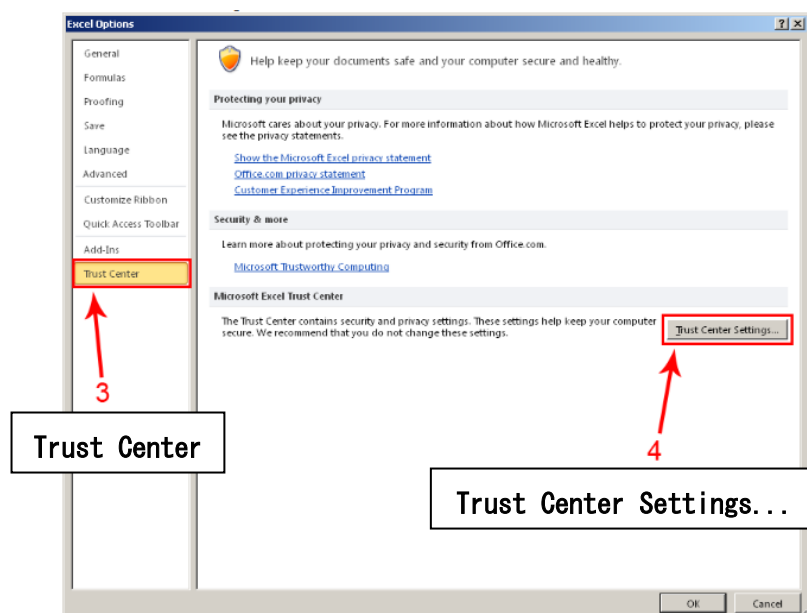 Excel Options
General
Formulas
Proofing
Save
Language
Advanced
Customize Ribbon
Quick Access Toolbar
Add-Ins
Trust Center
Help keep your documents safe and your computer secure and healthy.
Protecting your privacy
Microsoft cares about your privacy. For more information about how Microsoft Excel helps to protect your privacy, please
see the privacy statements.
Show the Microsoft Excel privacy statement
Office.com privacy statement
Customer Experience Improvement Program
Security & more
Learn more about protecting your privacy and security from Office.com.
Microsoft Trustworthy Computing
Microsoft Excel Trust Center
The Trust Center contains security and privacy settings. These settings help keep your computer
secure. We recommend that you do not change these settings.
Trust Center Settings...
3
Trust Center
4
Trust Center Settings...
OK
Cancel